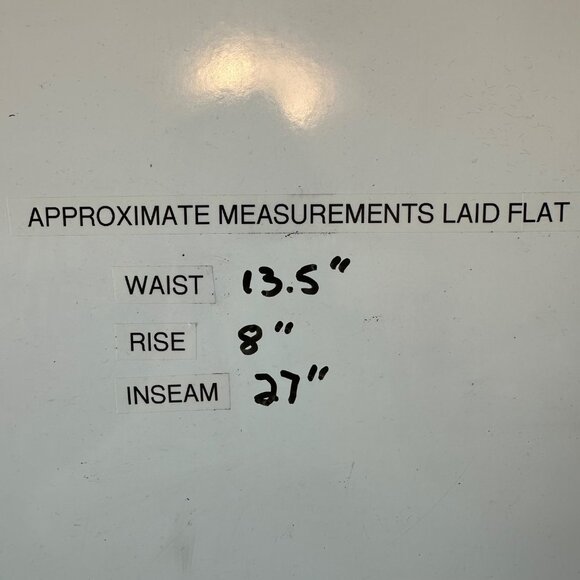 APPROXIMATE MEASUREMENTS LAID FLAT
WAIST 13.5"
RISE 8"
INSEAM 27"